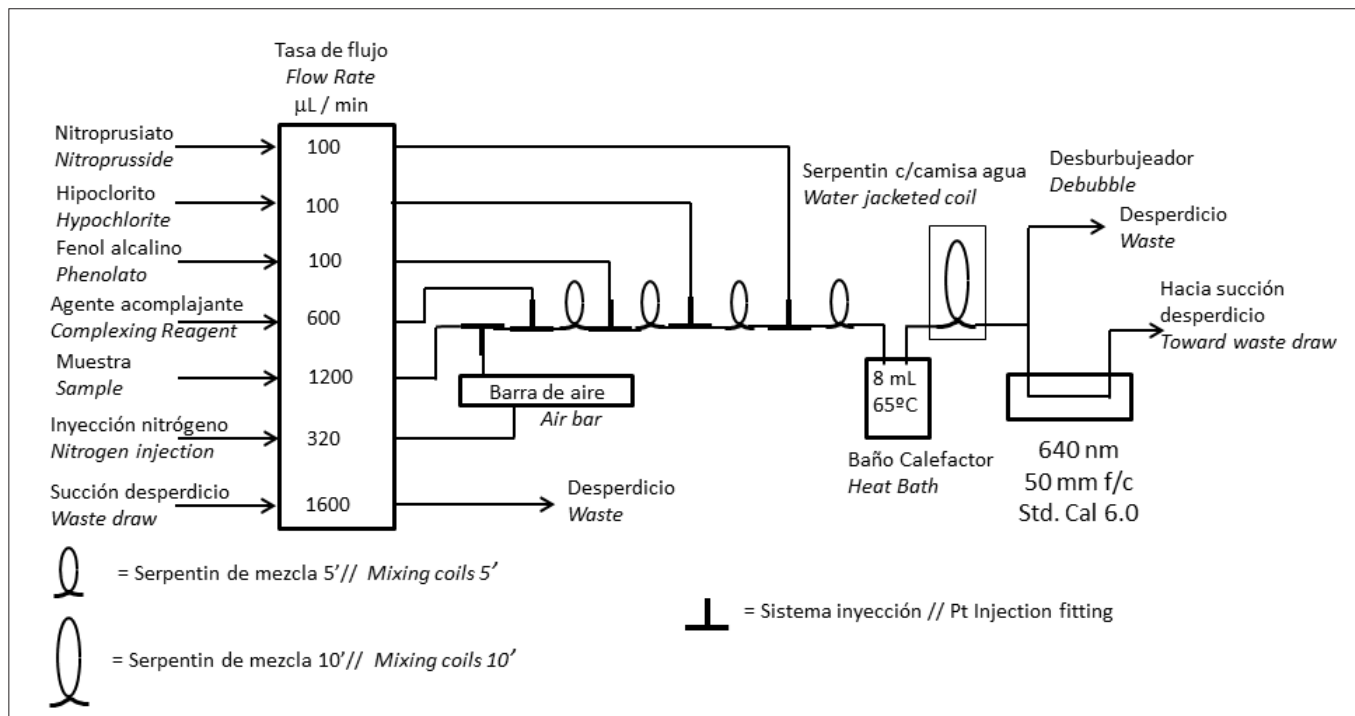 Tasa de flujo
Flow Rate
µL / min
Nitroprusiato
Nitroprusside
100
Hipoclorito
Hypochlorite
100
Fenol alcalino
Phenolato
100
Agente acomplajante
Complexing Reagent
600
Muestra
Sample
1200
Inyección nitrógeno
Nitrogen injection
320
Succión desperdicio
Waste draw
1600
Barra de aire
Air bar
Desperdicio
Waste
Serpentin c/camisa agua
Water jacketed coil
8 mL
65ºC
Baño Calefactor
Heat Bath
Desburbujeador
Debubble
Desperdicio
Waste
Hacia succión
desperdicio
Toward waste draw
640 nm
50 mm f/c
Std. Cal 6.0
= Serpentin de mezcla 5’// Mixing coils 5’
= Sistema inyección // Pt Injection fitting
= Serpentin de mezcla 10’// Mixing coils 10’